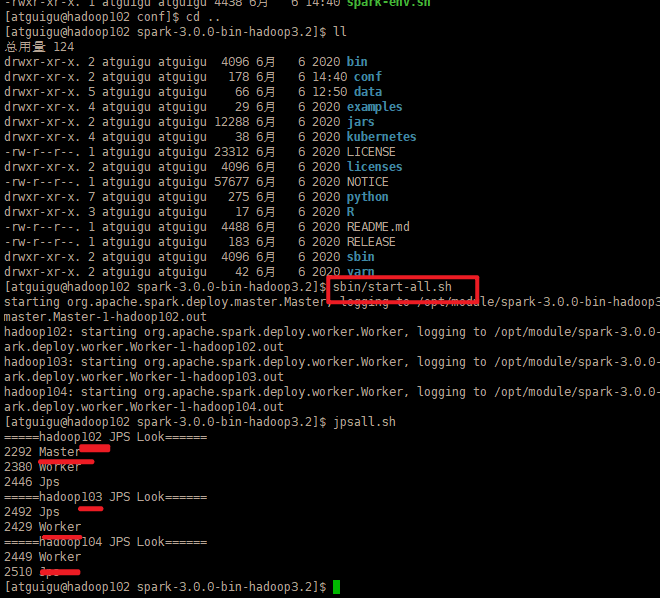 -rwxr-xr-x. 1 atguigu atguigu 4438 6月   6 14:40 spark-env.sh
[atguigu@hadoop102 conf]$ cd ..
[atguigu@hadoop102 spark-3.0.0-bin-hadoop3.2]$ ll
总用量 124
drwxr-xr-x. 2 atguigu atguigu  4096 6月   6 2020 bin
drwxr-xr-x. 2 atguigu atguigu   178 6月   6 14:40 conf
drwxr-xr-x. 5 atguigu atguigu    66 6月   6 12:50 data
drwxr-xr-x. 4 atguigu atguigu    29 6月   6 2020 examples
drwxr-xr-x. 2 atguigu atguigu 12288 6月   6 2020 jars
drwxr-xr-x. 4 atguigu atguigu    38 6月   6 2020 kubernetes
-rw-r--r--. 1 atguigu atguigu 23312 6月   6 2020 LICENSE
drwxr-xr-x. 2 atguigu atguigu  4096 6月   6 2020 licenses
-rw-r--r--. 1 atguigu atguigu 57677 6月   6 2020 NOTICE
drwxr-xr-x. 7 atguigu atguigu   275 6月   6 2020 python
drwxr-xr-x. 3 atguigu atguigu    17 6月   6 2020 R
-rw-r--r--. 1 atguigu atguigu  4488 6月   6 2020 README.md
-rw-r--r--. 1 atguigu atguigu   183 6月   6 2020 RELEASE
drwxr-xr-x. 2 atguigu atguigu  4096 6月   6 2020 sbin
drwxr-xr-x. 2 atguigu atguigu    42 6月   6 2020 yarn
[atguigu@hadoop102 spark-3.0.0-bin-hadoop3.2]$ sbin/start-all.sh
starting org.apache.spark.deploy.master.Master, logging to /opt/module/spark-3.0.0-bin-hadoop3
master.Master-1-hadoop102.out
hadoop102: starting org.apache.spark.deploy.worker.Worker, logging to /opt/module/spark-3.0.0-
ark.deploy.worker.Worker-1-hadoop102.out
hadoop103: starting org.apache.spark.deploy.worker.Worker, logging to /opt/module/spark-3.0.0-
ark.deploy.worker.Worker-1-hadoop103.out
hadoop104: starting org.apache.spark.deploy.worker.Worker, logging to /opt/module/spark-3.0.0-
ark.deploy.worker.Worker-1-hadoop104.out
[atguigu@hadoop102 spark-3.0.0-bin-hadoop3.2]$ jpsall.sh
=====hadoop102 JPS Look======
2292 Master
2380 Worker
2446 Jps
=====hadoop103 JPS Look======
2492 Jps
2429 Worker
=====hadoop104 JPS Look======
2449 Worker
2510 Jps
[atguigu@hadoop102 spark-3.0.0-bin-hadoop3.2]$